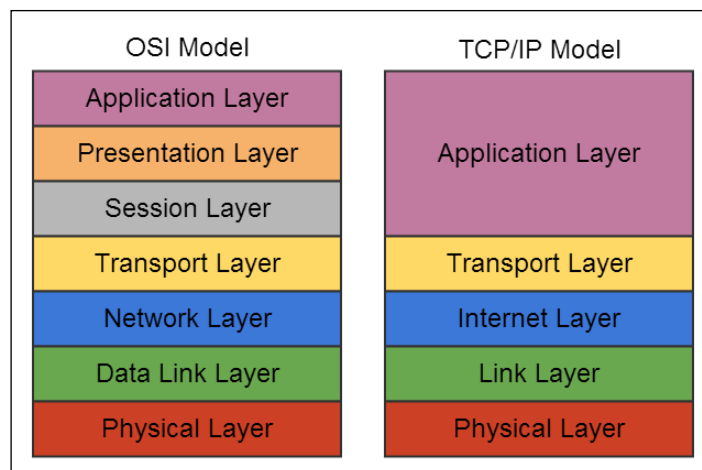 OSI Model
Application Layer
Presentation Layer
Session Layer
Transport Layer
Network Layer
Data Link Layer
Physical Layer
TCP/IP Model
Application Layer
Transport Layer
Internet Layer
Link Layer
Physical Layer